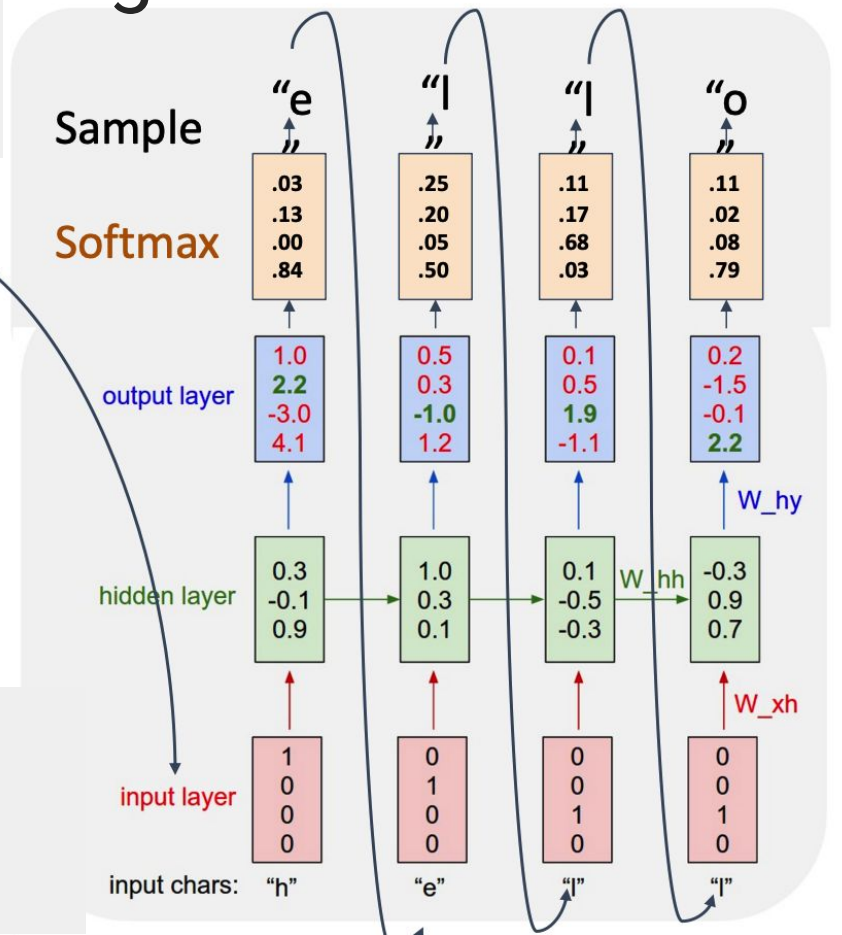 g
“e ”
“l ”
“l ”
“o ”
Sample
Softmax
.03 .25 .11 .11
.13 .20 .17 .02
.00 .05 .68 .08
.84 .50 .03 .79
output layer
1.0 0.5 0.1 0.2
2.2 0.3 0.5 -1.5
-3.0 -1.0 1.9 -0.1
4.1 1.2 -1.1 2.2
W_hy
hidden layer
0.3 1.0 0.1 -0.3
-0.1 0.3 -0.5 0.9
0.9 0.1 -0.3 0.7
W_hh
W_xh
input layer
1 0 0 0
0 1 0 0
0 0 1 1
0 0 0 0
input chars: “h” “e” “l” “l”